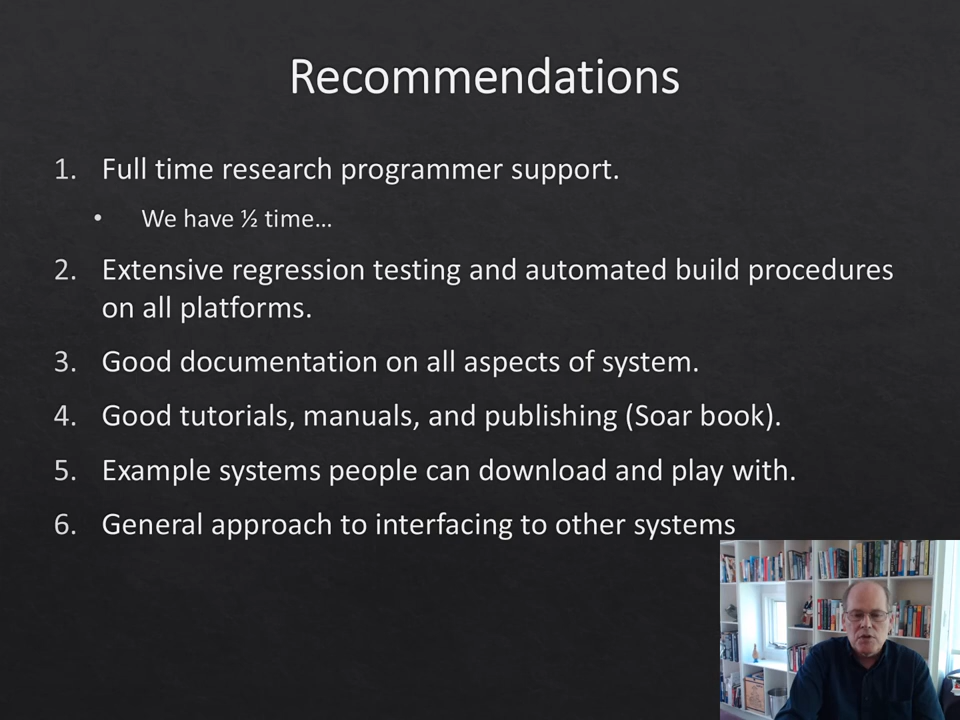 Recommendations
1. Full time research programmer support.
• We have ½ time…
2. Extensive regression testing and automated build procedures
on all platforms.
3. Good documentation on all aspects of system.
4. Good tutorials, manuals, and publishing (Soar book).
5. Example systems people can download and play with.
6. General approach to interfacing to other systems